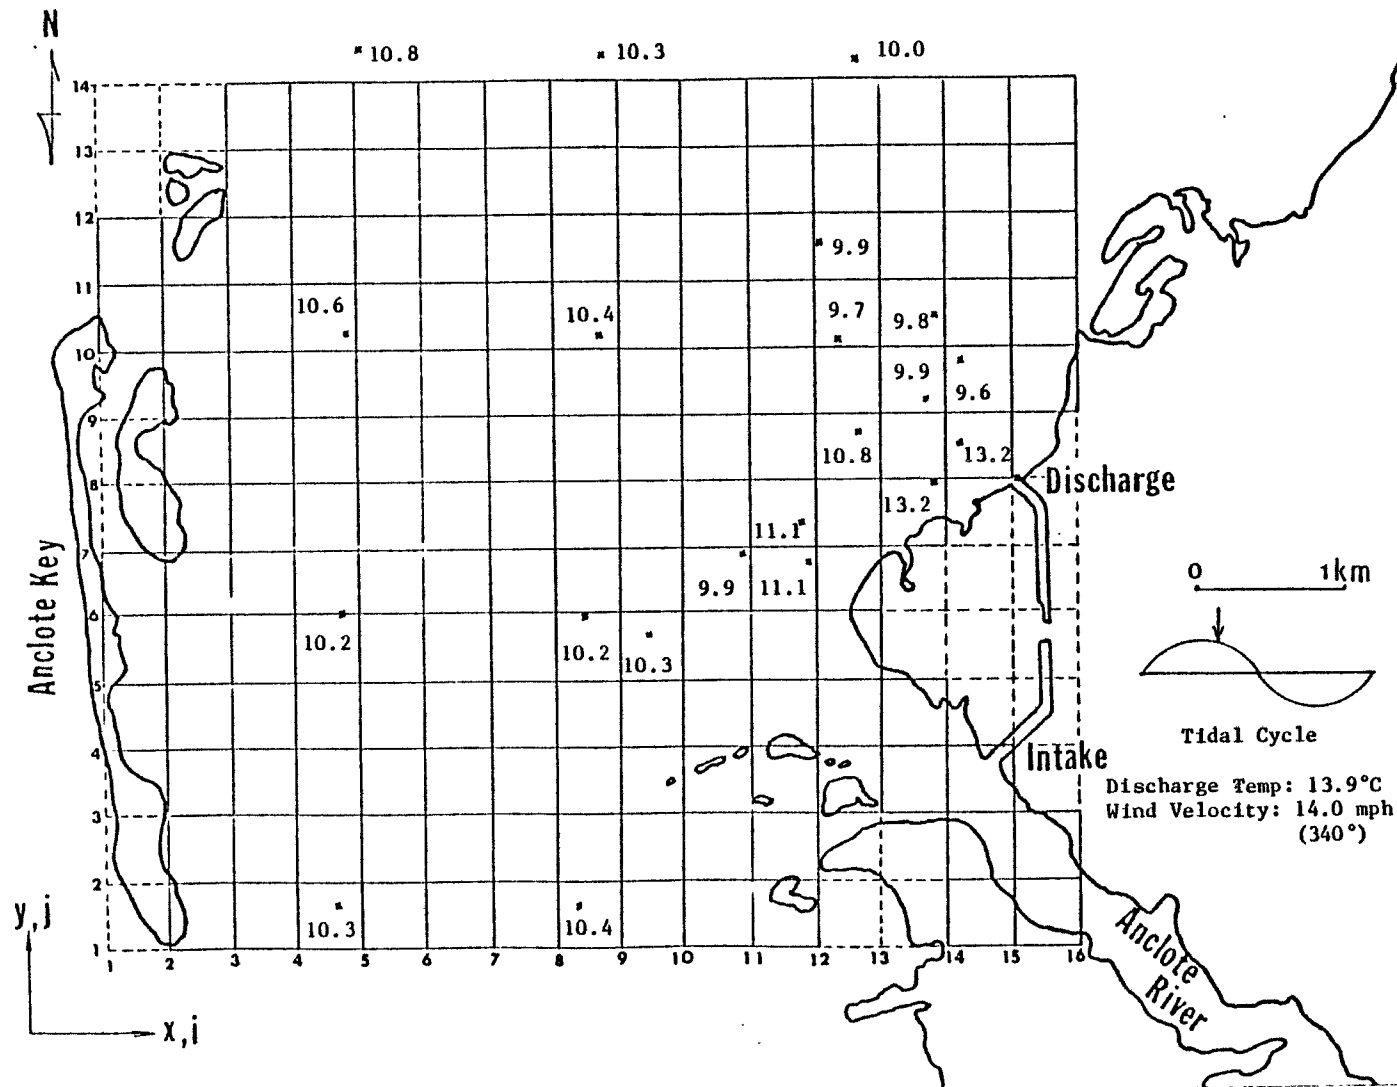 N
10.8
10.3
10.0
14
13
12
9.9
11
10.6
10.4
9.7
9.8
10
9.9
9.6
9
10.8
13.2
8
Discharge
13.2
11.1
7
9.9
11.1
0
1km
Anclote Key
6
10.2
10.2
10.3
5
Tidal Cycle
4
Intake
Discharge Temp: 13.9°C
Wind Velocity: 14.0 mph
(340°)
3
2
y,j
10.3
10.4
1
1 2 3 4 5 6 7 8 9 10 11 12 13 14 15 16
Anclote
River
x,i